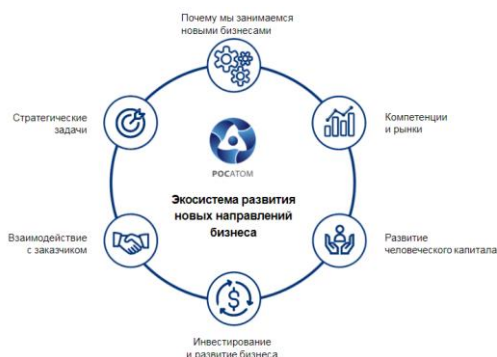 Почему мы занимаемся
новыми бизнесами
Стратегические
задачи
Компетенции
и рынки
РОСАТОМ
Экосистема развития
новых направлений
бизнеса
Взаимодействие
с заказчиком
Развитие
человеческого капитала
Инвестирование
и развитие бизнеса